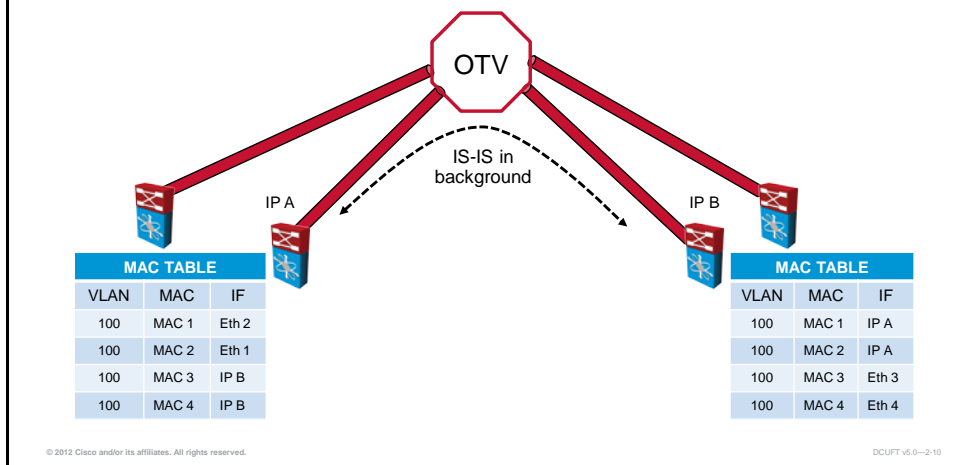 OTV
IS-IS in
background
IP A
IP B
MAC TABLE
VLAN MAC IF
100 MAC 1 Eth 2
100 MAC 2 Eth 1
100 MAC 3 IP B
100 MAC 4 IP B
MAC TABLE
VLAN MAC IF
100 MAC 1 IP A
100 MAC 2 IP A
100 MAC 3 Eth 3
100 MAC 4 Eth 4
© 2012 Cisco and/or its affiliates. All rights reserved.
DCUFT v5.0—2-10